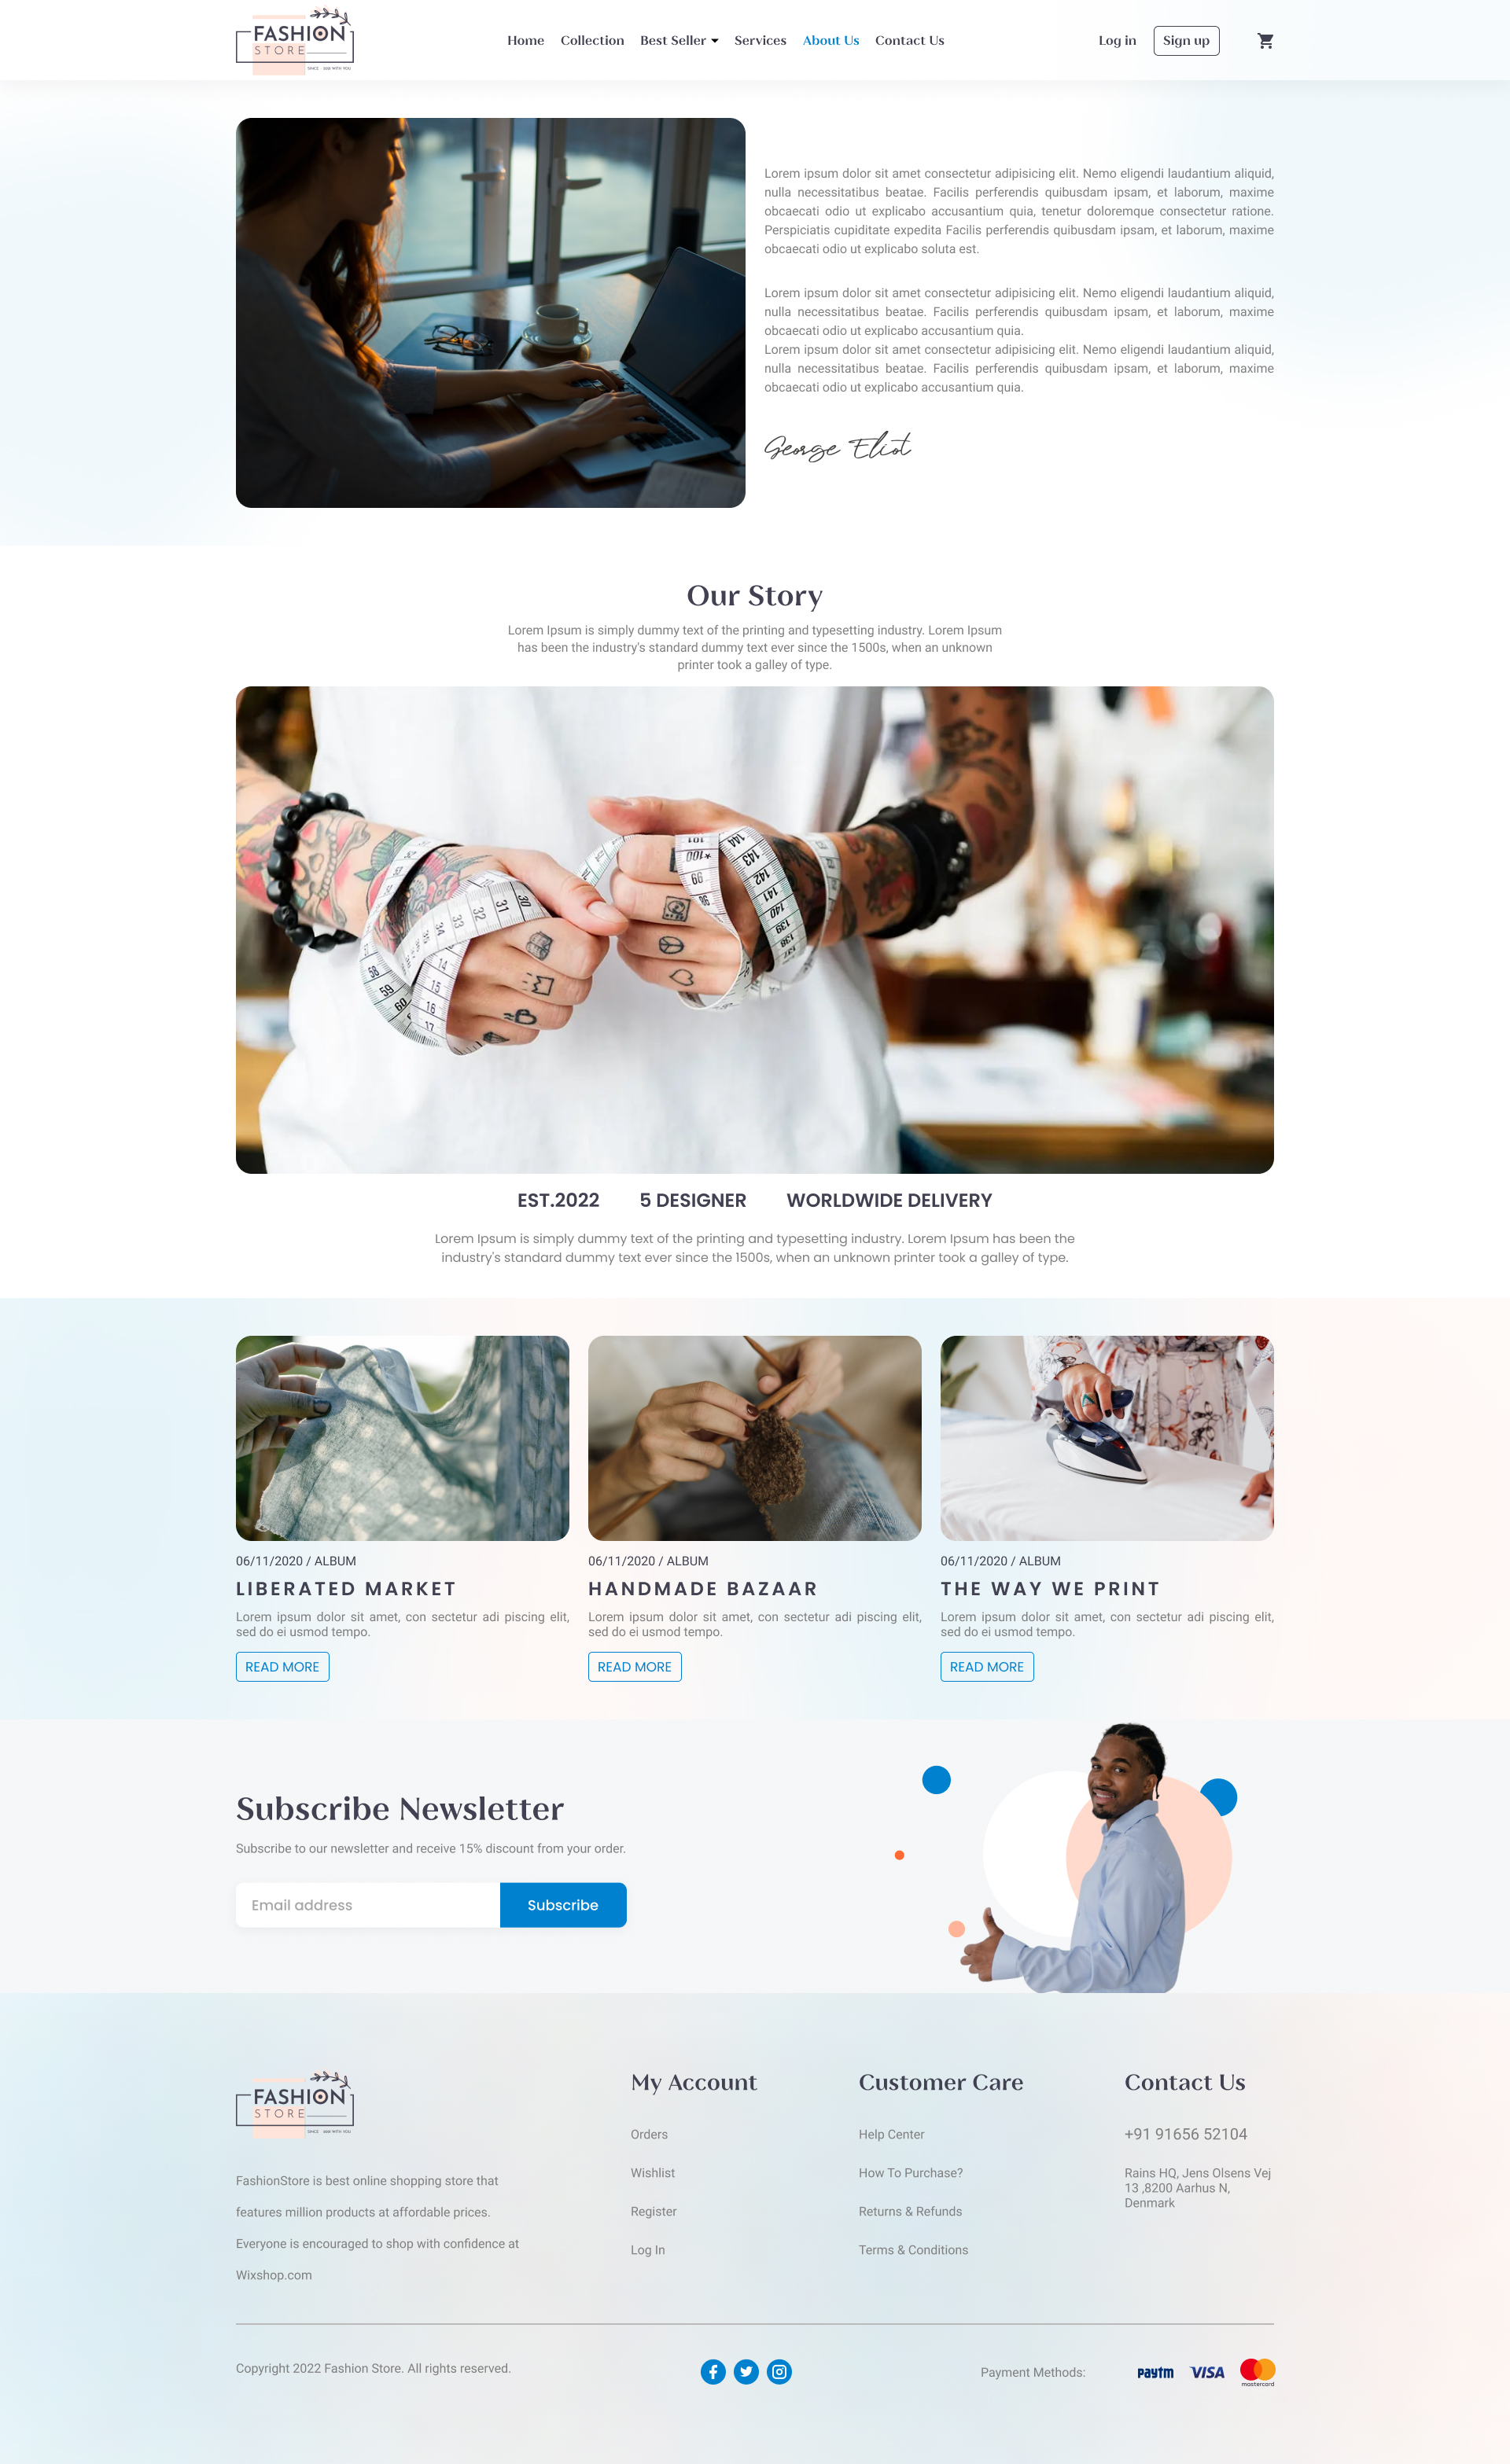 FASHION
STORE
Home Collection Best Seller Services About Us Contact Us Log in Sign up
Lorem ipsum dolor sit amet consectetur adipisicing elit. Nemo eligendi laudantium aliquid,
nulla necessitatibus beatae. Facilis perferendis quibusdam ipsam, et laborum, maxime
obcaecati odio ut explicabo accusantium quia, tenetur doloremque consectetur ratione.
Perspiciatis cupiditate expedita Facilis perferendis quibusdam ipsam, et laborum, maxime
obcaecati odio ut explicabo soluta est.
Lorem ipsum dolor sit amet consectetur adipisicing elit. Nemo eligendi laudantium aliquid,
nulla necessitatibus beatae. Facilis perferendis quibusdam ipsam, et laborum, maxime
obcaecati odio ut explicabo accusantium quia.
Lorem ipsum dolor sit amet consectetur adipisicing elit. Nemo eligendi laudantium aliquid,
nulla necessitatibus beatae. Facilis perferendis quibusdam ipsam, et laborum, maxime
obcaecati odio ut explicabo accusantium quia.
George Eliot
Our Story
Lorem Ipsum is simply dummy text of the printing and typesetting industry. Lorem Ipsum
has been the industry's standard dummy text ever since the 1500s, when an unknown
printer took a galley of type.
EST.2022 5 DESIGNER WORLDWIDE DELIVERY
Lorem Ipsum is simply dummy text of the printing and typesetting industry. Lorem Ipsum has been the
industry's standard dummy text ever since the 1500s, when an unknown printer took a galley of type.
06/11/2020 / ALBUM
LIBERATED MARKET
Lorem ipsum dolor sit amet, con sectetur adi piscing elit,
sed do ei usmod tempo.
READ MORE
06/11/2020 / ALBUM
HANDMADE BAZAAR
Lorem ipsum dolor sit amet, con sectetur adi piscing elit,
sed do ei usmod tempo.
READ MORE
06/11/2020 / ALBUM
THE WAY WE PRINT
Lorem ipsum dolor sit amet, con sectetur adi piscing elit,
sed do ei usmod tempo.
READ MORE
Subscribe Newsletter
Subscribe to our newsletter and receive 15% discount from your order.
Email address
Subscribe
FASHION
STORE
FashionStore is best online shopping store that
features million products at affordable prices.
Everyone is encouraged to shop with confidence at
Wixshop.com
My Account
Orders
Wishlist
Register
Log In
Customer Care
Help Center
How To Purchase?
Returns & Refunds
Terms & Conditions
Contact Us
+91 91656 52104
Rains HQ, Jens Olsens Vej
13 ,8200 Aarhus N,
Denmark
Copyright 2022 Fashion Store. All rights reserved.
Payment Methods:
paytm
VISA
mastercard